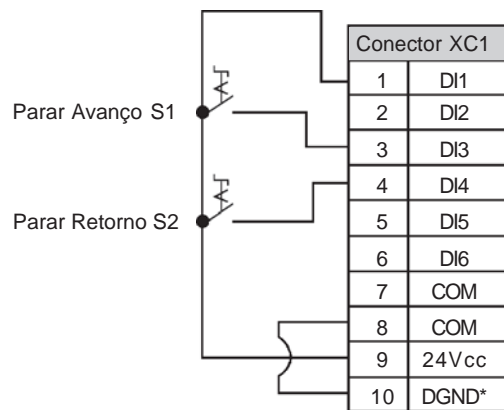 Conector XC1
1 DI1
Parar Avanço S1
2 DI2
3 DI3
4 DI4
Parar Retorno S2
5 DI5
6 DI6
7 COM
8 COM
9 24Vcc
10 DGND*